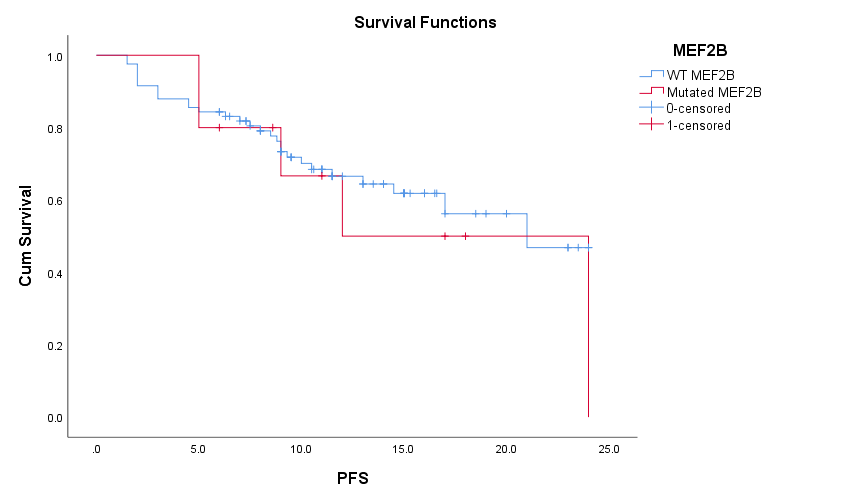 Survival Functions
MEF2B
WT MEF2B
Mutated MEF2B
0-censored
1-censored
Cum Survival
1.0
0.8
0.6
0.4
0.2
0.0
.0
5.0
10.0
15.0
20.0
25.0
PFS